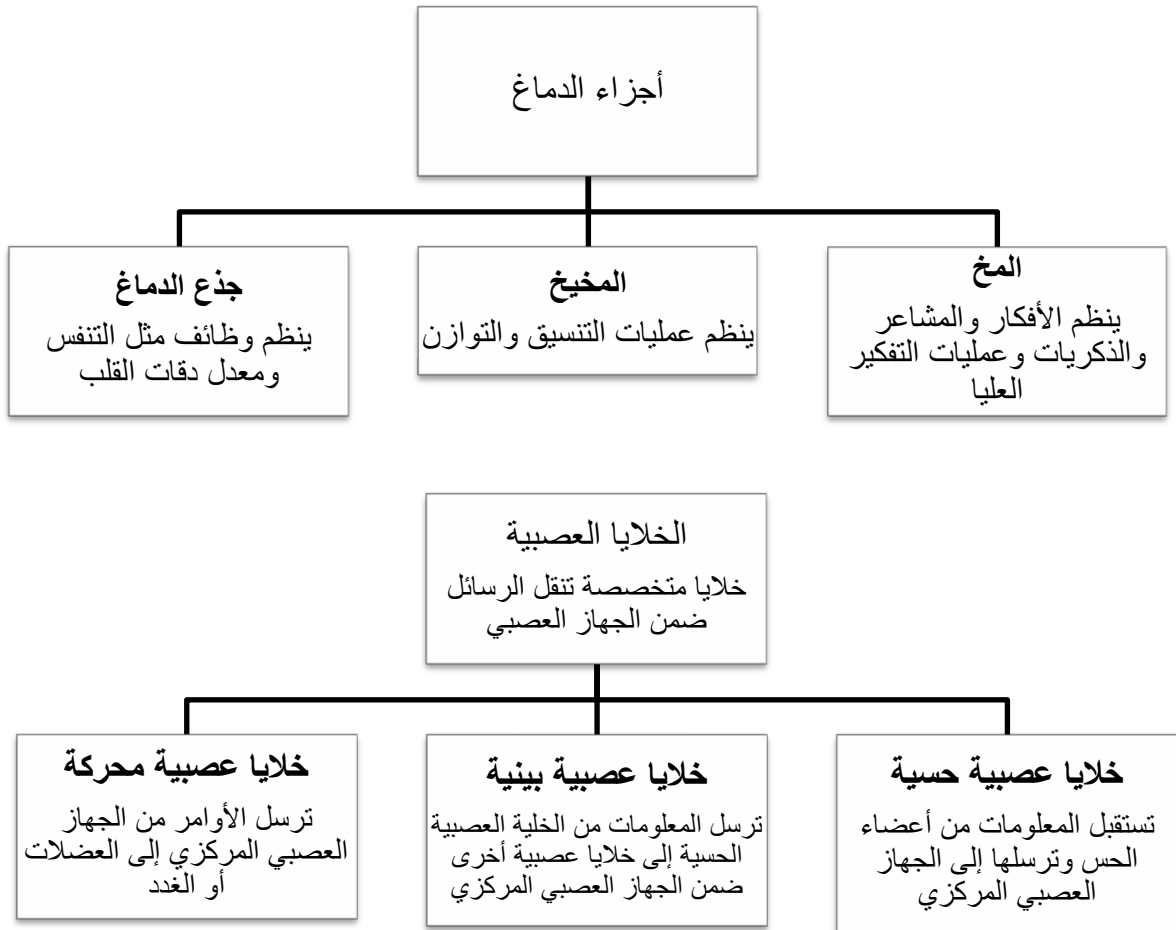 أجزاء الدماغ
المخ
ينظم الأفكار والمشاعر
والذكريات وعمليات التفكير
العليا
المخيخ
ينظم عمليات التنسيق والتوازن
جذع الدماغ
ينظم وظائف مثل التنفس
ومعدل دقات القلب
الخلايا العصبية
خلايا متخصصة تنقل الرسائل
ضمن الجهاز العصبي
خلايا عصبية حسية
تستقبل المعلومات من أعضاء
الحس وترسلها إلى الجهاز
العصبي المركزي
خلايا عصبية بينية
ترسل المعلومات من الخلية العصبية
الحسية إلى خلايا عصبية أخرى
ضمن الجهاز العصبي المركزي
خلايا عصبية محركة
ترسل الأوامر من الجهاز
العصبي المركزي إلى العضلات
أو الغدد